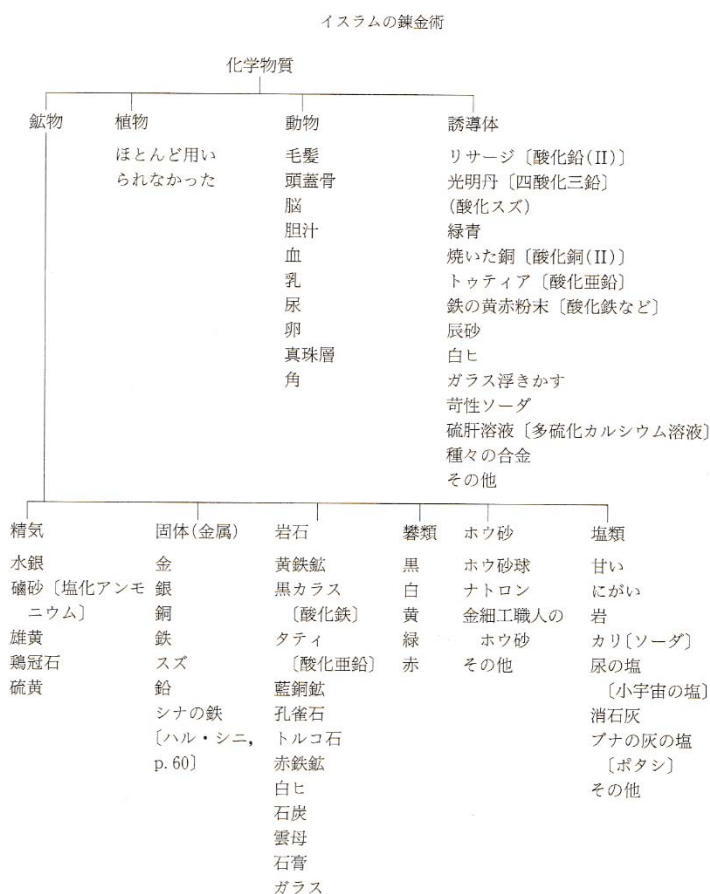 イスラムの錬金術
化学物質
鉱物
植物
ほとんど用い
られなかった
動物
毛髪
頭蓋骨
脳
胆汁
血
乳
尿
卵
真珠層
角
誘導体
リサージ〔酸化鉛(II)〕
光明丹〔四酸化三鉛〕
(酸化スズ)
緑青
焼いた銅〔酸化銅(II)〕
トゥティア〔酸化亜鉛〕
鉄の黄赤粉末〔酸化鉄など〕
辰砂
白ヒ
ガラス浮きかす
苛性ソーダ
硫肝溶液〔多硫化カルシウム溶液〕
種々の合金
その他
精気
水銀
磠砂〔塩化アンモ
ニウム〕
雄黄
鶏冠石
硫黄
固体(金属)
金
銀
銅
鉄
スズ
鉛
シナの鉄
〔ハル・シニ,
p.60〕
岩石
黄鉄鉱
黒カラス
〔酸化鉄〕
タティ
〔酸化亜鉛〕
藍銅鉱
孔雀石
トルコ石
赤鉄鉱
白ヒ
石炭
雲母
石膏
ガラス
礬類
黒
白
黄
緑
赤
ホウ砂
ホウ砂球
ナトロン
金細工職人の
ホウ砂
その他
塩類
甘い
にがい
岩
カリ〔ソーダ〕
尿の塩
〔小宇宙の塩〕
消石灰
ブナの灰の塩
〔ポタシ〕
その他